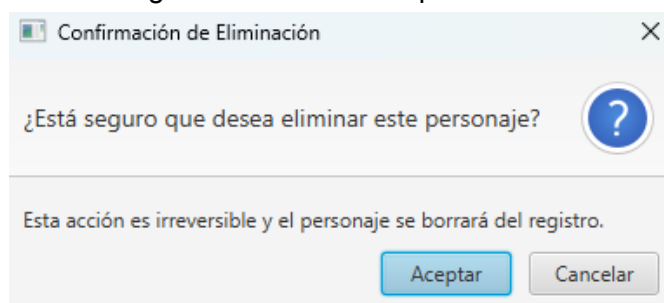 Confirmación de Eliminación
¿Está seguro que desea eliminar este personaje?
Esta acción es irreversible y el personaje se borrará del registro.
Aceptar Cancelar